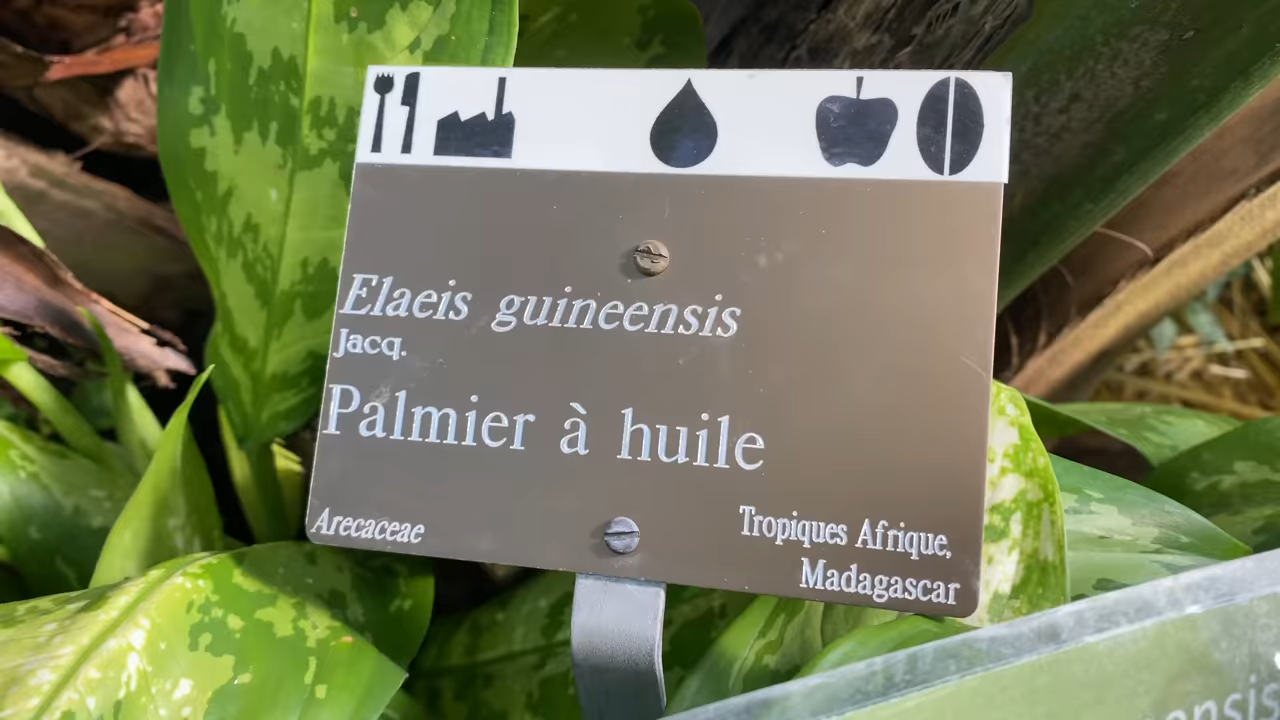 Elaeis guineensis
Jacq.
Palmier à huile
Arecaceae
Tropiques Afrique,
Madagascar